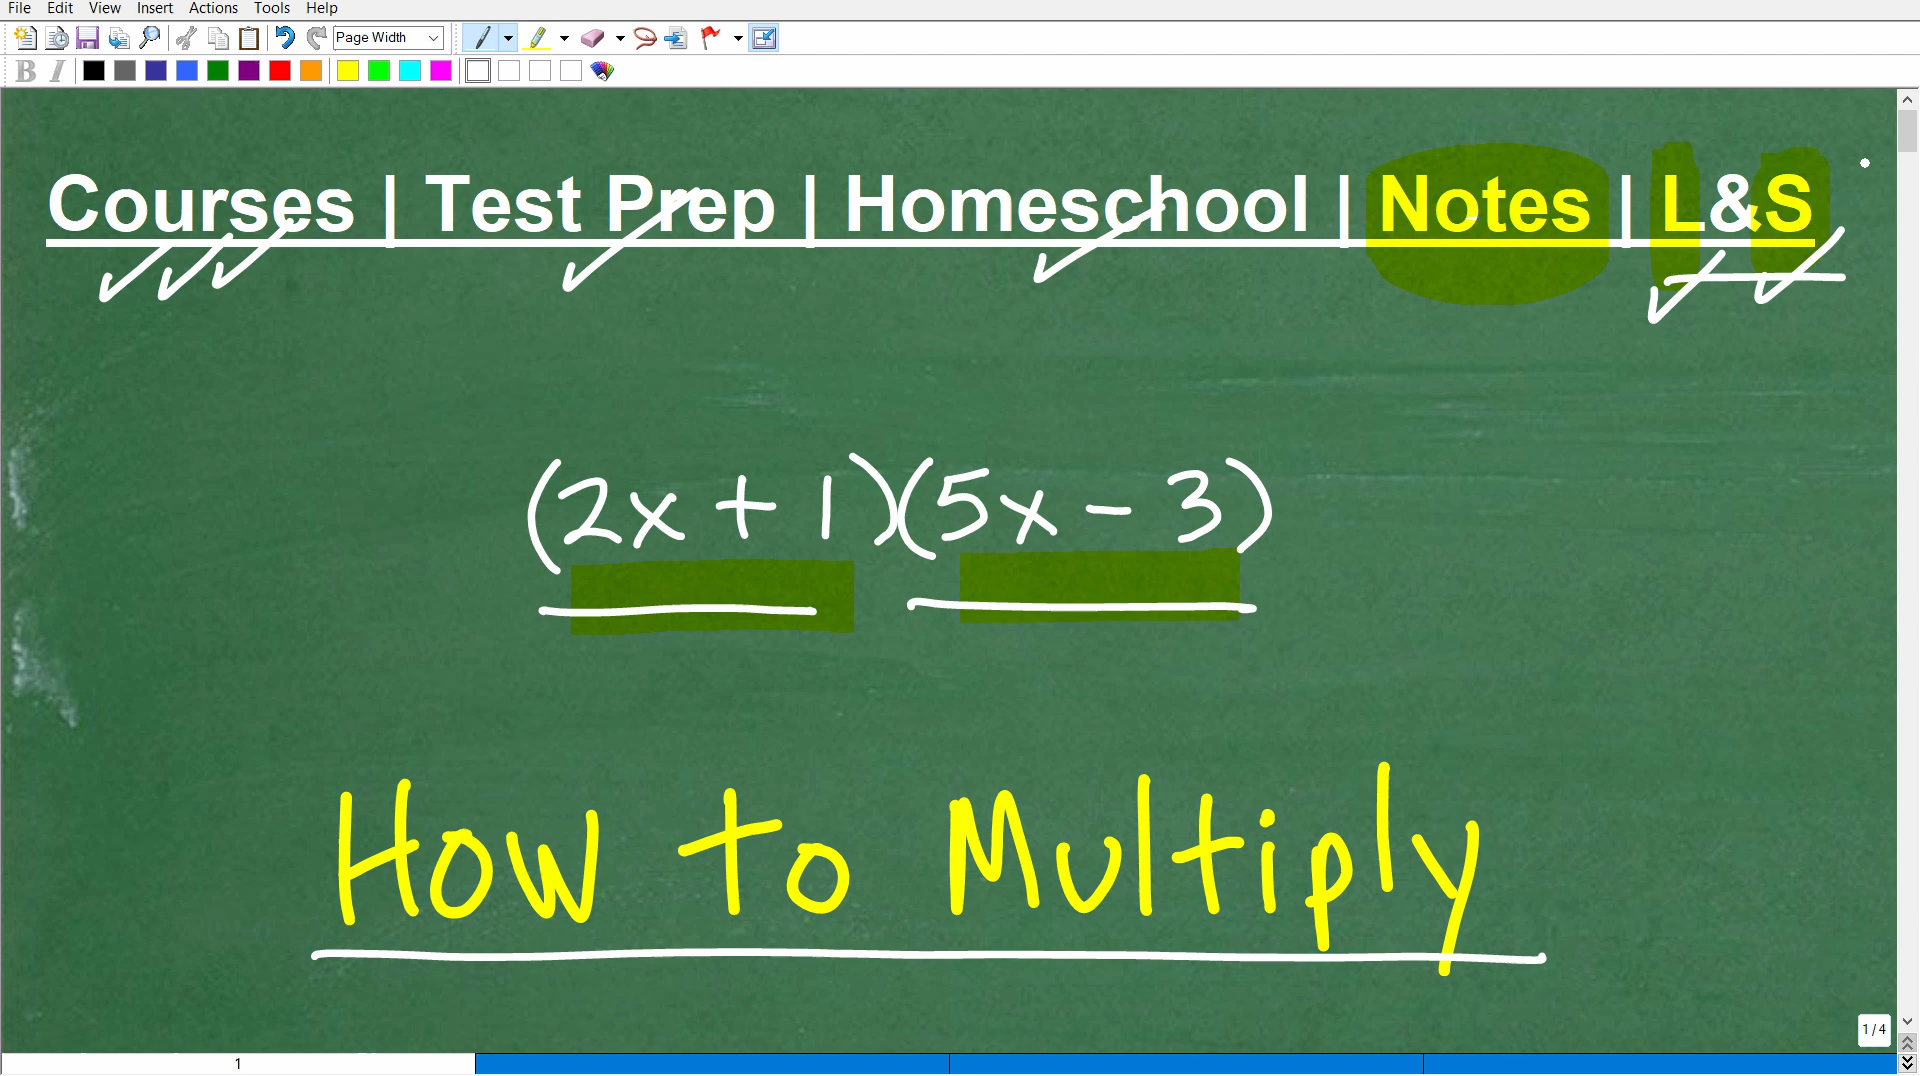 File Edit View Insert Actions Tools Help
Page Width
B I
Courses | Test Prep | Homeschool | Notes | L&S
(2x + 1)(5x - 3)
How to Multiply
1 / 4
1